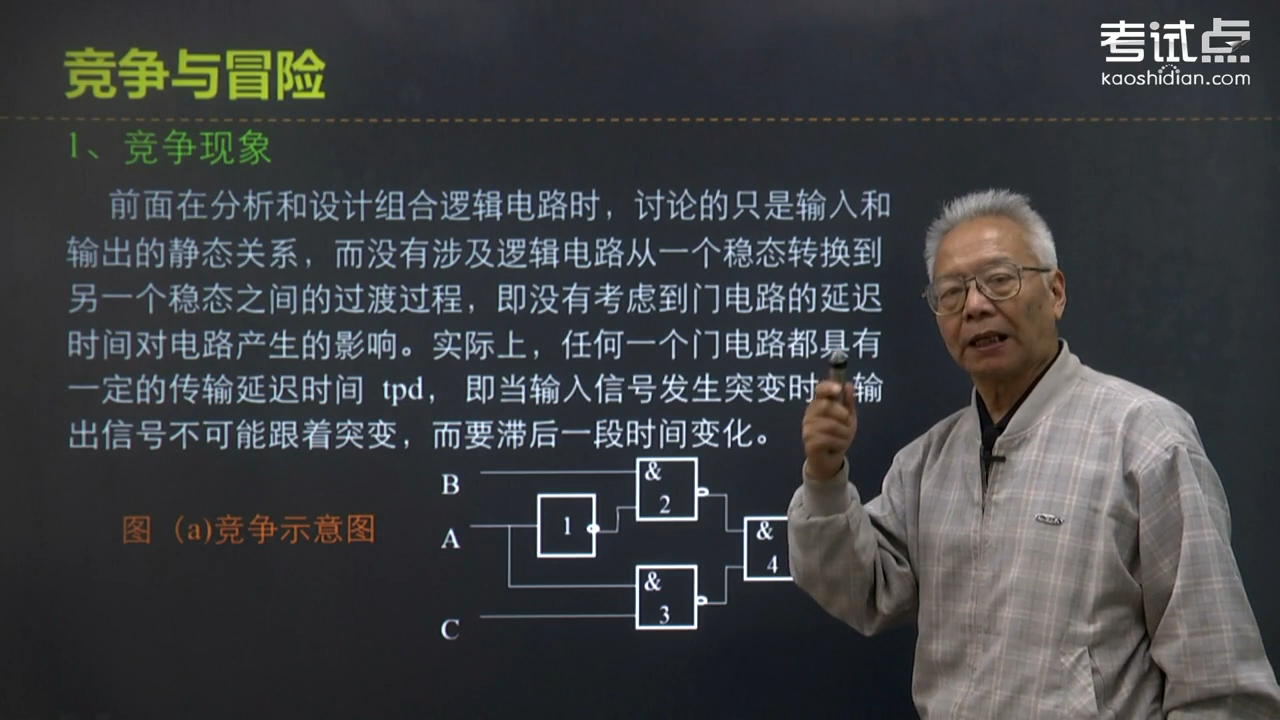 考试点
kaoshidian.com
竞争与冒险
1、竞争现象
前面在分析和设计组合逻辑电路时，讨论的只是输入和
输出的静态关系，而没有涉及逻辑电路从一个稳态转换到
另一个稳态之间的过渡过程，即没有考虑到门电路的延迟
时间对电路产生的影响。实际上，任何一个门电路都具有
一定的传输延迟时间 tpd， 即当输入信号发生突变时 输
出信号不可能跟着突变，而要滞后一段时间变化。
B
&
2
图（a)竞争示意图
A
1
&
4
&
3
C